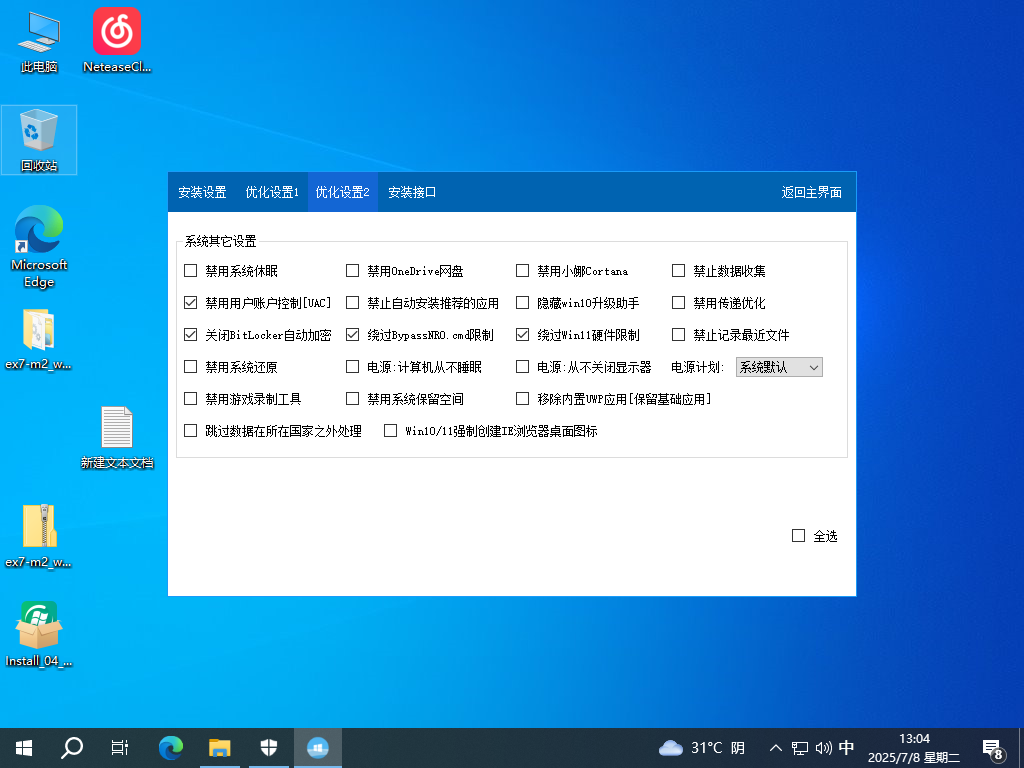 此电脑
NeteaseCl...
回收站
Microsoft
Edge
ex7-m2_w...
新建文本文档
ex7-m2_w...
Install_04_...
安装设置 优化设置1 优化设置2 安装接口 返回主界面
系统其它设置
禁用系统休眠 禁用OneDrive网盘 禁用小娜Cortana 禁止数据收集
禁用用户账户控制[UAC] 禁止自动安装推荐的应用 隐藏win10升级助手 禁用传递优化
关闭BitLocker自动加密 绕过BypassNRO.cmd限制 绕过Win11硬件限制 禁止记录最近文件
禁用系统还原 电源:计算机从不睡眠 电源:从不关闭显示器 电源计划: 系统默认
禁用游戏录制工具 禁用系统保留空间 移除内置UWP应用[保留基础应用]
跳过数据在所在国家之外处理 Win10/11强制创建IE浏览器桌面图标
全选
31°C 阴 中
13:04
2025/7/8 星期二
8